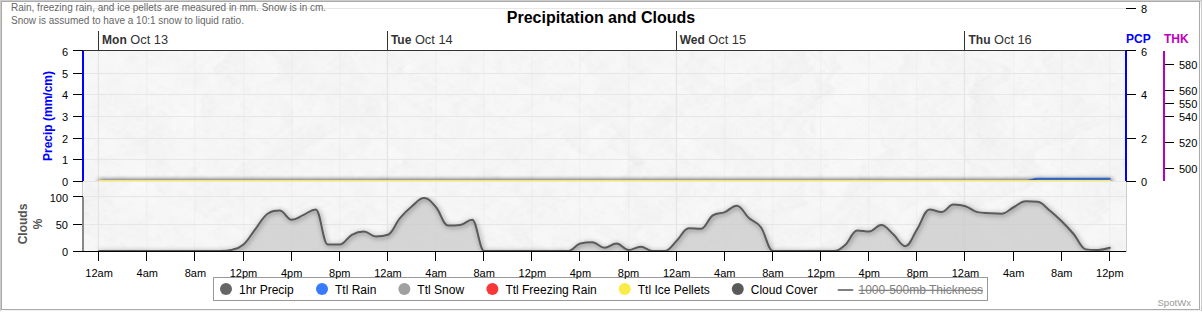 Rain, freezing rain, and ice pellets are measured in mm. Snow is in cm.
Snow is assumed to have a 10:1 snow to liquid ratio.
Precipitation and Clouds
8
Mon Oct 13
Tue Oct 14
Wed Oct 15
Thu Oct 16
PCP THK
Precip (mm/cm)
6
5
4
3
2
1
0
6
4
2
0
580
560
550
540
520
500
Clouds
%
100
50
0
12am 4am 8am 12pm 4pm 8pm 12am 4am 8am 12pm 4pm 8pm 12am 4am 8am 12pm 4pm 8pm 12am 4am 8am 12pm
1hr Precip Ttl Rain Ttl Snow Ttl Freezing Rain Ttl Ice Pellets Cloud Cover 1000-500mb Thickness
SpotWx